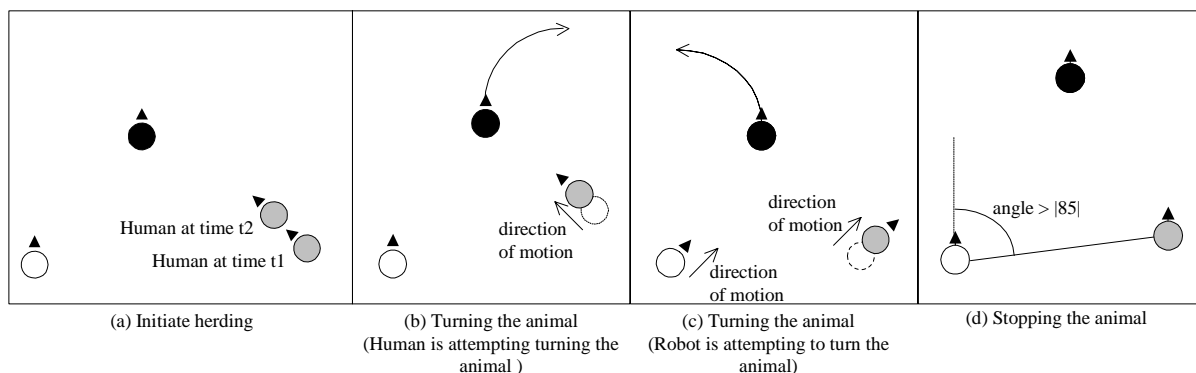 Human at time t2
Human at time t1
(a) Initiate herding
direction
of motion
(b) Turning the animal
(Human is attempting turning the
animal )
direction
of motion
direction
of motion
(c) Turning the animal
(Robot is attempting to turn the
animal)
angle > |85|
(d) Stopping the animal